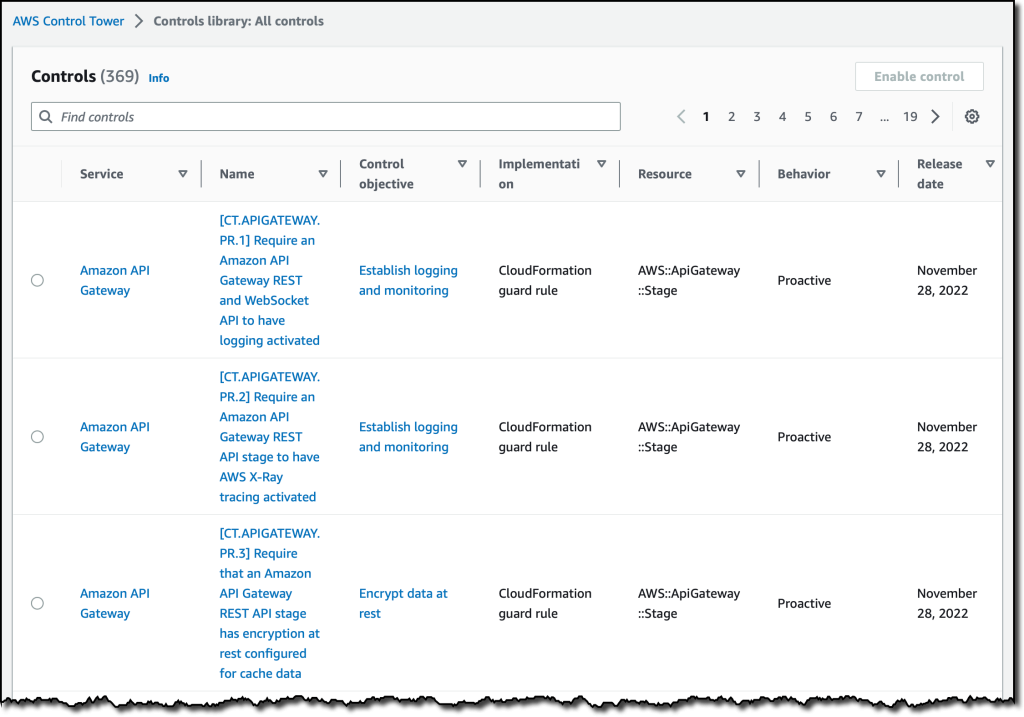 AWS Control Tower > Controls library: All controls
Controls (369) Info
Enable control
Find controls
1 2 3 4 5 6 7 ... 19
Service
Name
Control
objective
Implementati
on
Resource
Behavior
Release
date
Amazon API
Gateway
[CT.APIGATEWAY.
PR.1] Require an
Amazon API
Gateway REST
and WebSocket
API to have
logging activated
Establish logging
and monitoring
CloudFormation
guard rule
AWS::ApiGateway
::Stage
Proactive
November
28, 2022
Amazon API
Gateway
[CT.APIGATEWAY.
PR.2] Require an
Amazon API
Gateway REST
API stage to have
AWS X-Ray
tracing activated
Establish logging
and monitoring
CloudFormation
guard rule
AWS::ApiGateway
::Stage
Proactive
November
28, 2022
Amazon API
Gateway
[CT.APIGATEWAY.
PR.3] Require
that an Amazon
API Gateway
REST API stage
has encryption at
rest configured
for cache data
Encrypt data at
rest
CloudFormation
guard rule
AWS::ApiGateway
::Stage
Proactive
November
28, 2022